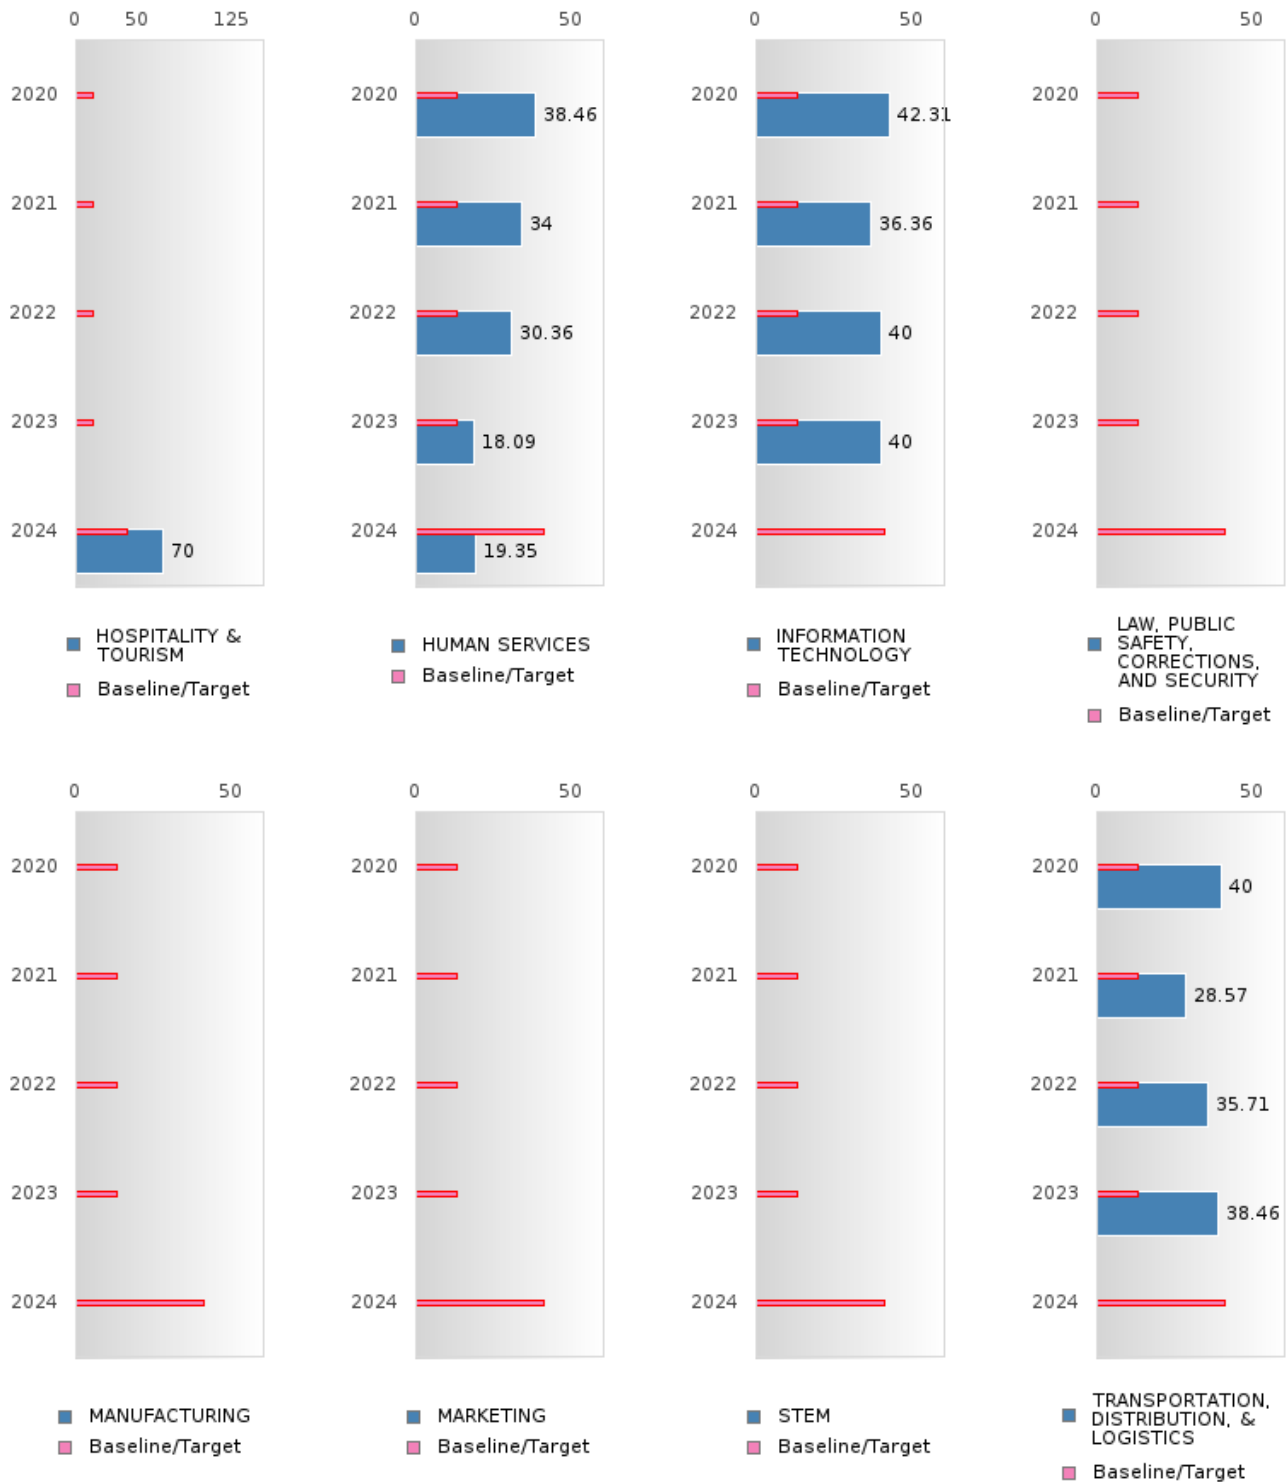 0 50 125
2020
2021
2022
2023
2024
70
HOSPITALITY &
TOURISM
Baseline/Target
0 50
2020
38.46
2021
34
2022
30.36
2023
18.09
2024
19.35
HUMAN SERVICES
Baseline/Target
0 50
2020
42.31
2021
36.36
2022
40
2023
40
2024
INFORMATION
TECHNOLOGY
Baseline/Target
0 50
2020
2021
2022
2023
2024
LAW, PUBLIC
SAFETY,
CORRECTIONS,
AND SECURITY
Baseline/Target
0 50
2020
2021
2022
2023
2024
MANUFACTURING
Baseline/Target
0 50
2020
2021
2022
2023
2024
MARKETING
Baseline/Target
0 50
2020
2021
2022
2023
2024
STEM
Baseline/Target
0 50
2020
40
2021
28.57
2022
35.71
2023
38.46
2024
TRANSPORTATION,
DISTRIBUTION, &
LOGISTICS
Baseline/Target